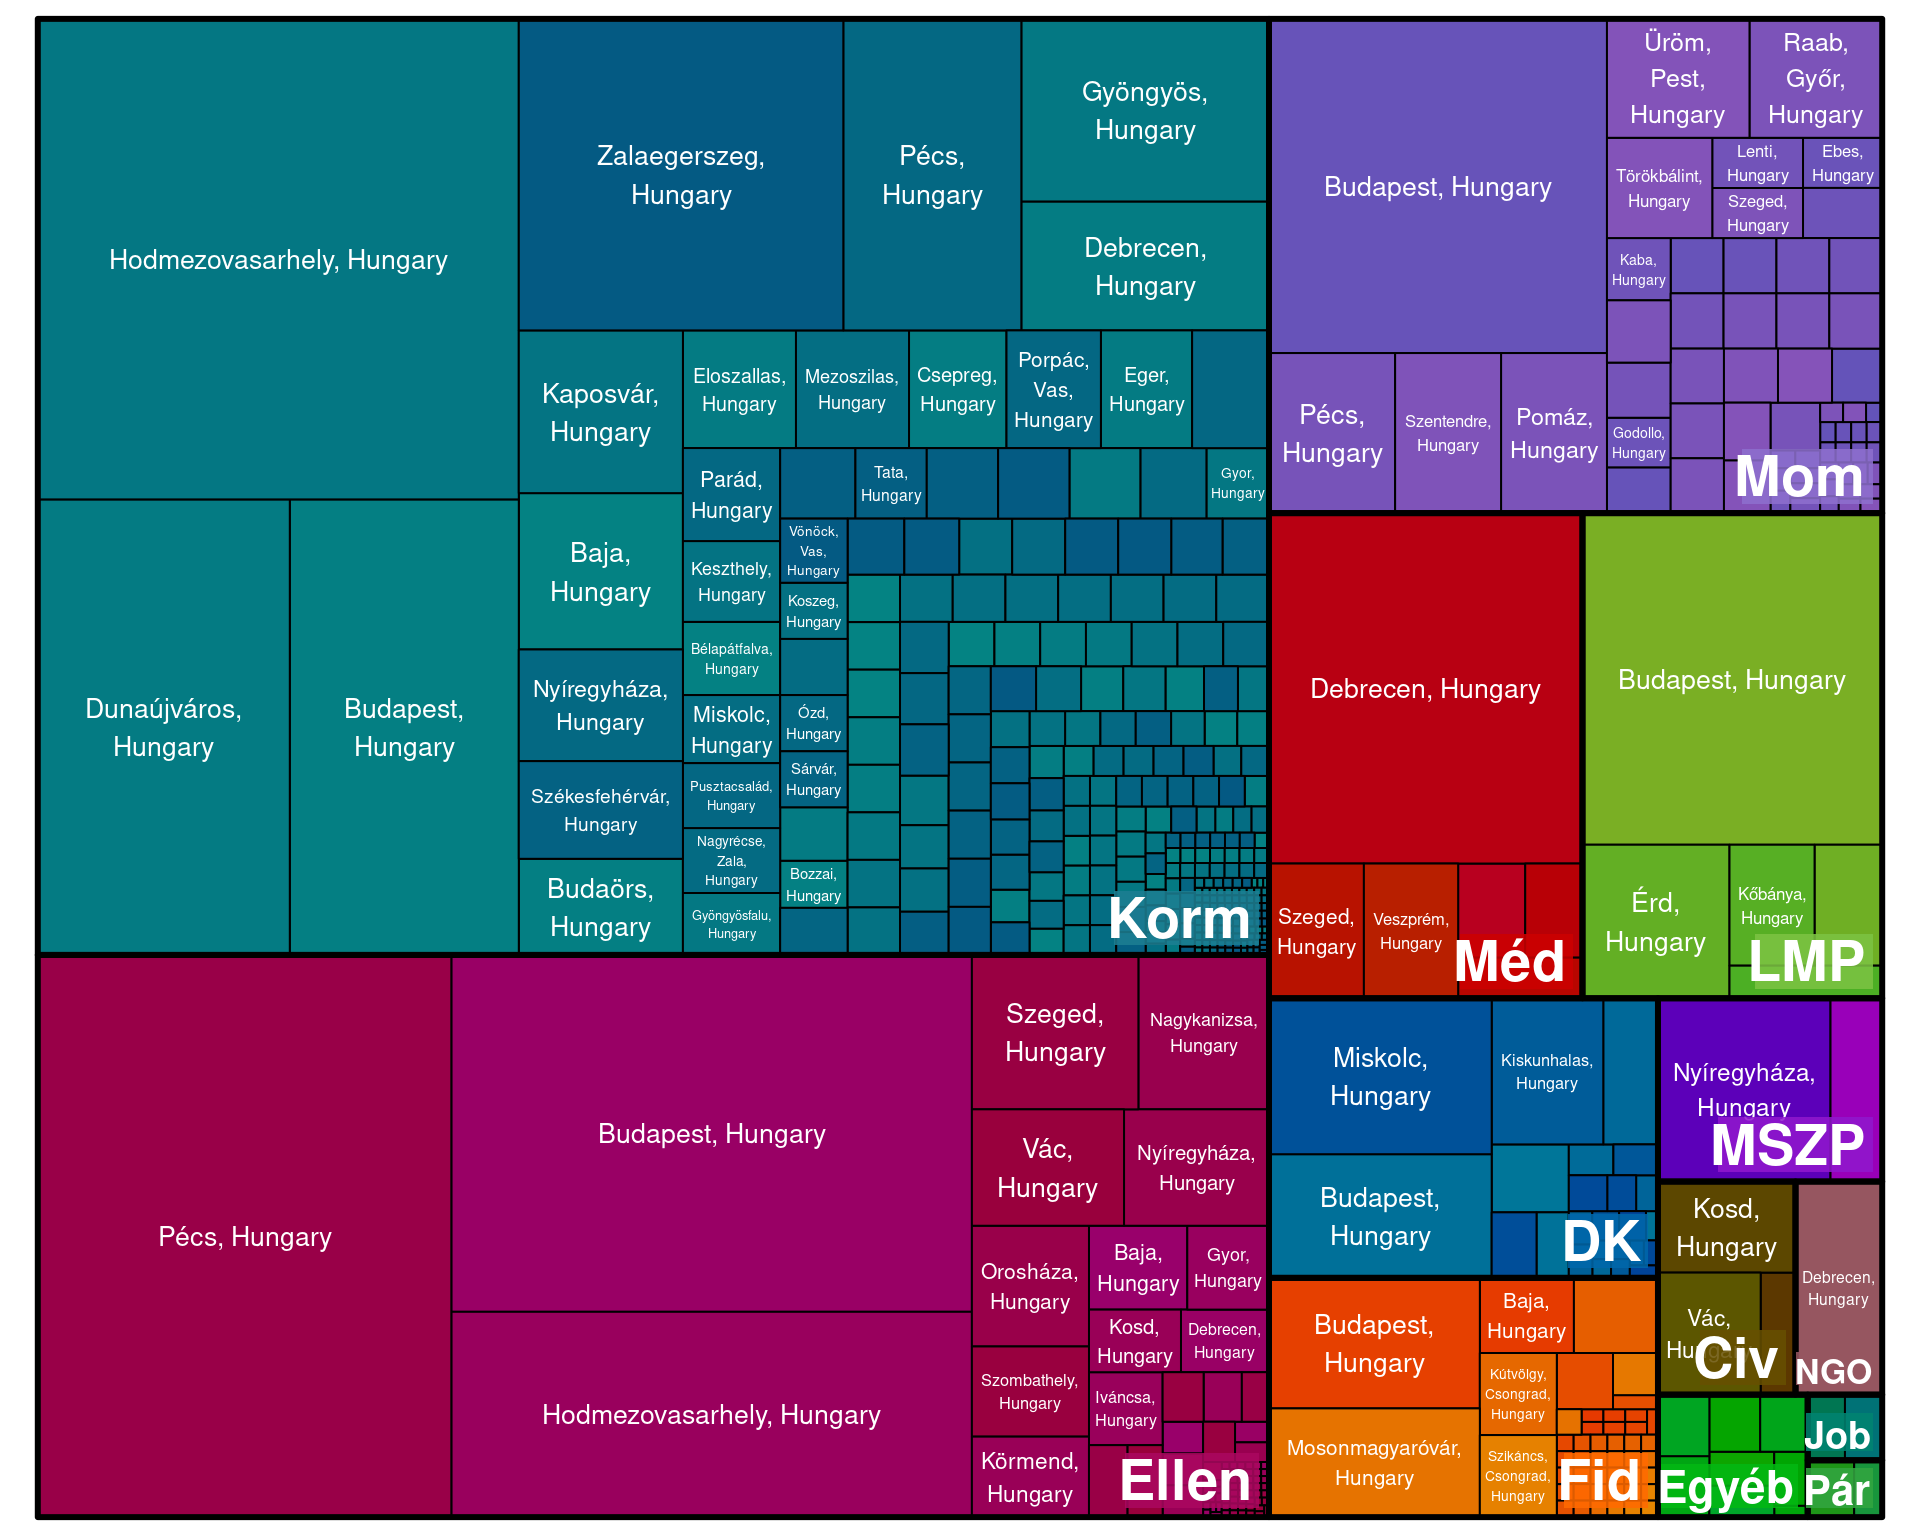 Hodmezovasarhely, Hungary
Dunaújváros,
Hungary
Budapest,
Hungary
Zalaegerszeg,
Hungary
Pécs,
Hungary
Gyöngyös,
Hungary
Debrecen,
Hungary
Kaposvár,
Hungary
Baja,
Hungary
Nyíregyháza,
Hungary
Székesfehérvár,
Hungary
Budaörs,
Hungary
Eloszallas,
Hungary
Mezoszilas,
Hungary
Csepreg,
Hungary
Porpác,
Vas,
Hungary
Eger,
Hungary
Parád,
Hungary
Keszthely,
Hungary
Bélapátfalva,
Hungary
Miskolc,
Hungary
Pusztacsalád,
Hungary
Nagyrécse,
Zala,
Hungary
Gyöngyösfalu,
Hungary
Tata,
Hungary
Gyor,
Hungary
Vönöck,
Vas,
Hungary
Koszeg,
Hungary
Ózd,
Hungary
Sárvár,
Hungary
Bozzai,
Hungary
Korm
Pécs, Hungary
Budapest, Hungary
Hodmezovasarhely, Hungary
Szeged,
Hungary
Nagykanizsa,
Hungary
Vác,
Hungary
Nyíregyháza,
Hungary
Orosháza,
Hungary
Szombathely,
Hungary
Körmend,
Hungary
Baja,
Hungary
Gyor,
Hungary
Kosd,
Hungary
Debrecen,
Hungary
Iváncsa,
Hungary
Ellen
Budapest, Hungary
Pécs,
Hungary
Szentendre,
Hungary
Pomáz,
Hungary
Üröm,
Pest,
Hungary
Raab,
Győr,
Hungary
Törökbálint,
Hungary
Lenti,
Hungary
Ebes,
Hungary
Szeged,
Hungary
Kaba,
Hungary
Godollo,
Hungary
Mom
Debrecen, Hungary
Szeged,
Hungary
Veszprém,
Hungary
Méd
Budapest, Hungary
Érd,
Hungary
Kőbánya,
Hungary
LMP
Miskolc,
Hungary
Budapest,
Hungary
Kiskunhalas,
Hungary
DK
Nyíregyháza,
Hungary
MSZP
Budapest,
Hungary
Mosonmagyaróvár,
Hungary
Baja,
Hungary
Kútvölgy,
Csongrad,
Hungary
Szikáncs,
Csongrad,
Hungary
Fid
Kosd,
Hungary
Vác,
Hungary
Civ
Debrecen,
Hungary
NGO
Egyéb
Job
Pár